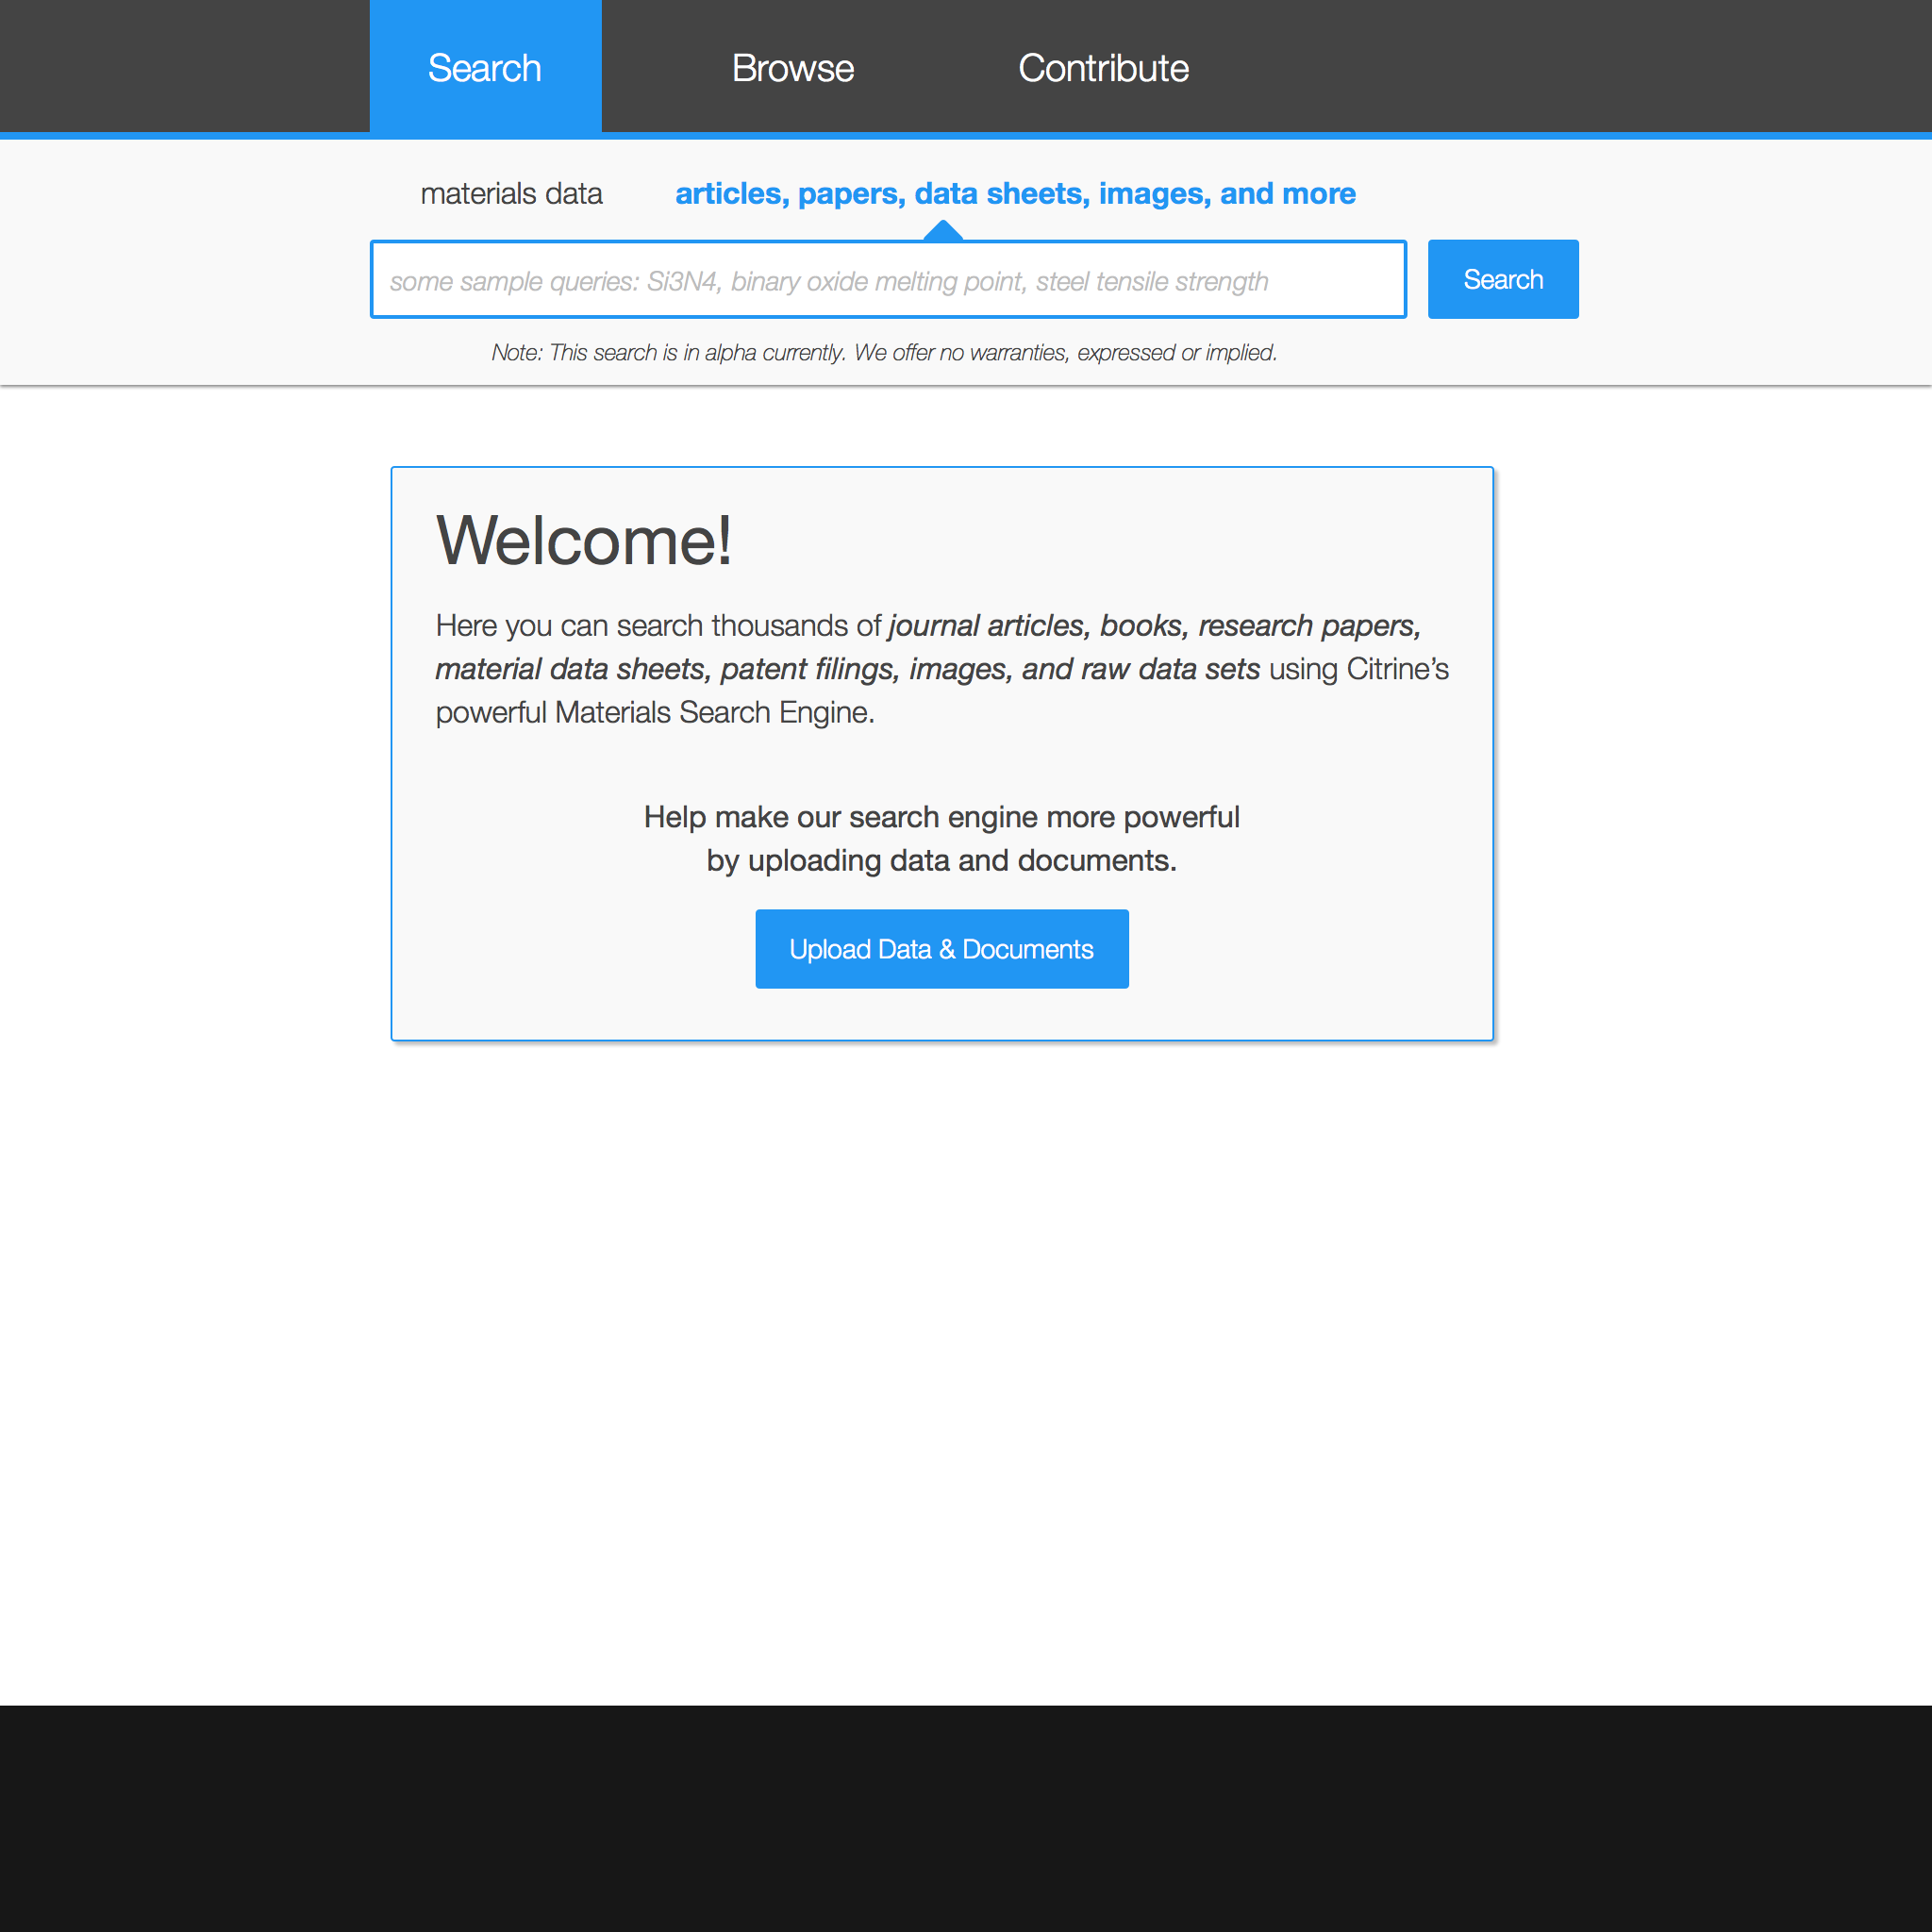 Search Browse Contribute
materials data articles, papers, data sheets, images, and more
some sample queries: Si3N4, binary oxide melting point, steel tensile strength Search
Note: This search is in alpha currently. We offer no warranties, expressed or implied.
Welcome!
Here you can search thousands of journal articles, books, research papers,
material data sheets, patent filings, images, and raw data sets using Citrine’s
powerful Materials Search Engine.
Help make our search engine more powerful
by uploading data and documents.
Upload Data & Documents